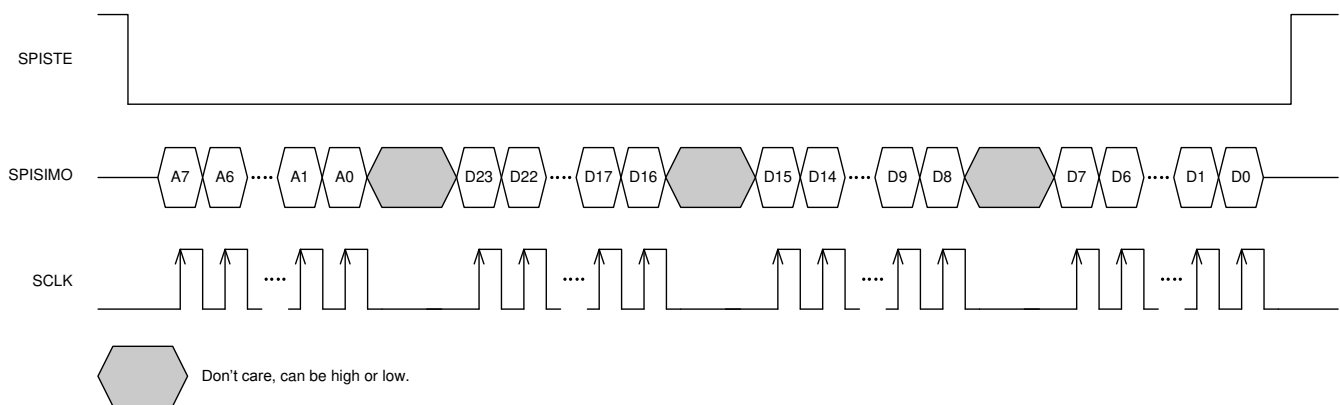 SPISTE
SPISIMO A7 A6 .... A1 A0 D23 D22 .... D17 D16 D15 D14 .... D9 D8 D7 D6 .... D1 D0
SCLK .... .... .... ....
Don't care, can be high or low.